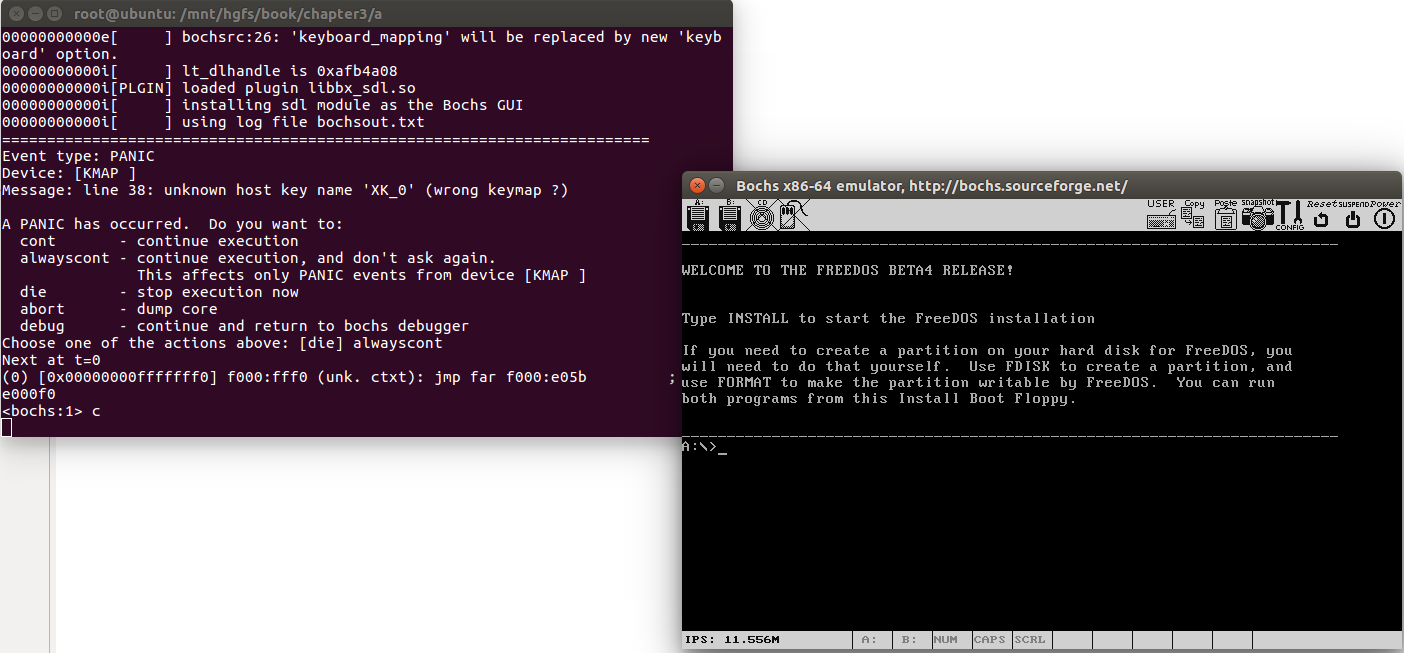 root@ubuntu: /mnt/hgfs/book/chapter3/a
00000000000e[     ] bochsrc:26: 'keyboard_mapping' will be replaced by new 'keyb
oard' option.
00000000000i[     ] lt_dlhandle is 0xafb4a08
00000000000i[PLGIN] loaded plugin libbx_sdl.so
00000000000i[     ] installing sdl module as the Bochs GUI
00000000000i[     ] using log file bochsout.txt
========================================================================
Event type: PANIC
Device: [KMAP ]
Message: line 38: unknown host key name 'XK_0' (wrong keymap ?)
A PANIC has occurred.  Do you want to:
  cont       - continue execution
  alwayscont - continue execution, and don't ask again.
               This affects only PANIC events from device [KMAP ]
  die        - stop execution now
  abort      - dump core
  debug      - continue and return to bochs debugger
Choose one of the actions above: [die] alwayscont
Next at t=0
(0) [0x00000000fffffff0] f000:fff0 (unk. ctxt): jmp far f000:e05b         ;
e000f0
<bochs:1> c
Bochs x86-64 emulator, http://bochs.sourceforge.net/
A: B: CD USER Copy Paste snapshot CONFIG Reset SUSPEND Power
WELCOME TO THE FREEDOS BETA4 RELEASE!
Type INSTALL to start the FreeDOS installation
If you need to create a partition on your hard disk for FreeDOS, you
will need to do that yourself.  Use FDISK to create a partition, and
use FORMAT to make the partition writable by FreeDOS.  You can run
both programs from this Install Boot Floppy.
A:\>_
IPS: 11.556M A: B: NUM CAPS SCRL